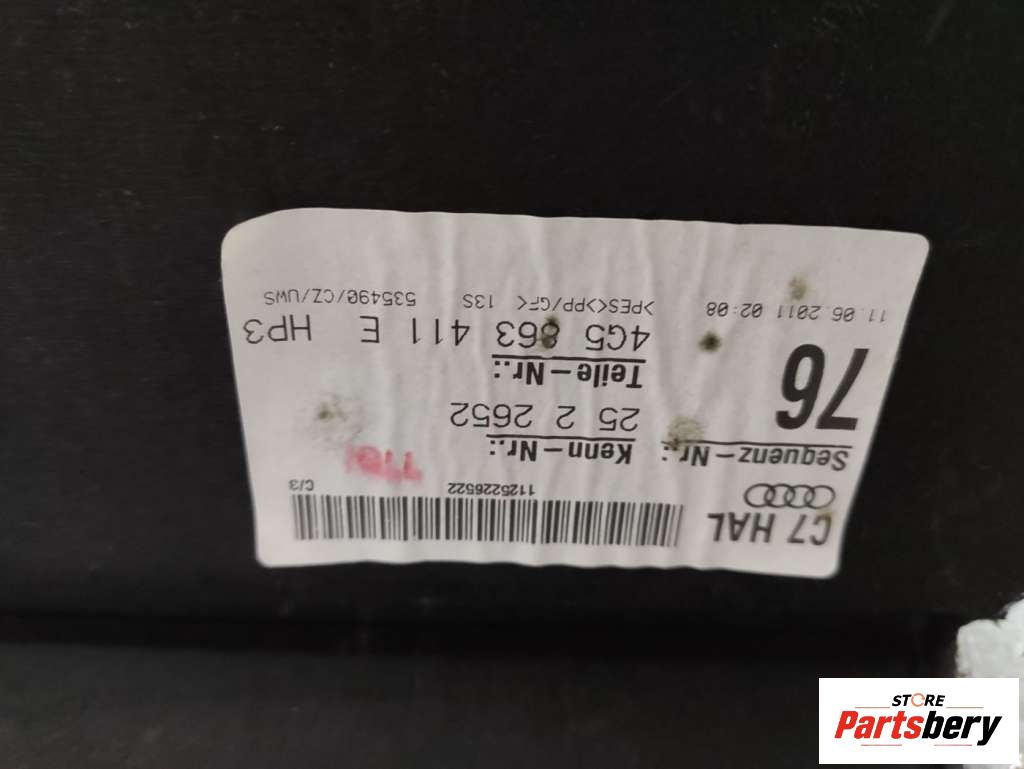 C7 HAL
1125226522
C/3
Sequenz-Nr.:
76
Kenn-Nr.:
25 2 2652
Teile-Nr.:
4G5 863 411 E HP3
11.06.2011 02:08
>PES<>PP/GF< 13S
535490/CZ/UWS
STORE
Partsbery